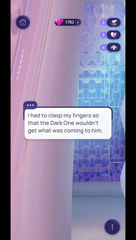 1782
I had to clasp my fingers so
that the Dark One wouldn't
get what was coming to him.